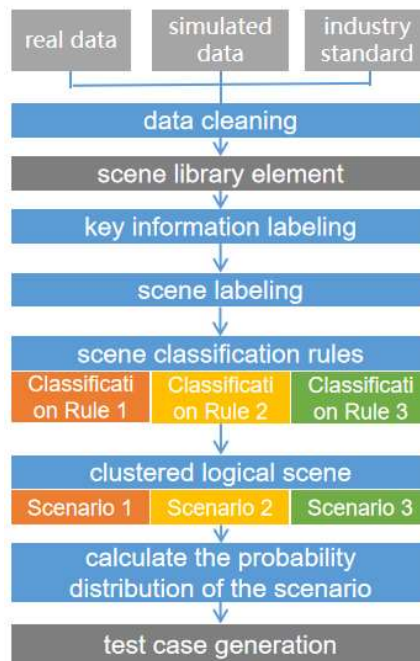 real data
simulated
data
industry
standard
data cleaning
scene library element
key information labeling
scene labeling
scene classification rules
Classificati
on Rule 1
Classificati
on Rule 2
Classificati
on Rule 3
clustered logical scene
Scenario 1
Scenario 2
Scenario 3
calculate the probability
distribution of the scenario
test case generation